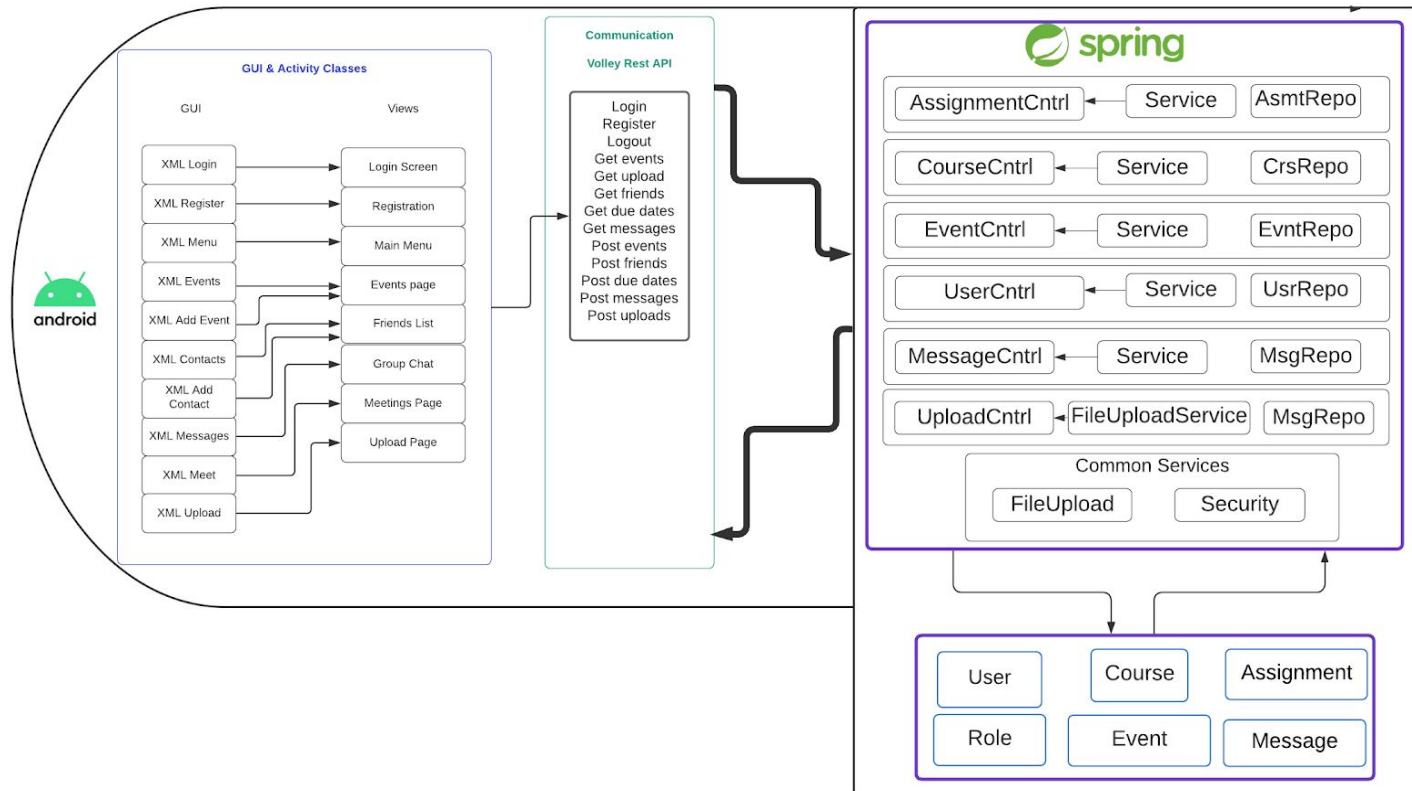 android
GUI & Activity Classes
GUI
Views
XML Login
XML Register
XML Menu
XML Events
XML Add Event
XML Contacts
XML Add
Contact
XML Messages
XML Meet
XML Upload
Login Screen
Registration
Main Menu
Events page
Friends List
Group Chat
Meetings Page
Upload Page
Communication
Volley Rest API
Login
Register
Logout
Get events
Get upload
Get friends
Get due dates
Get messages
Post events
Post friends
Post due dates
Post messages
Post uploads
spring
AssignmentCntrl
Service
AsmtRepo
CourseCntrl
Service
CrsRepo
EventCntrl
Service
EvntRepo
UserCntrl
Service
UsrRepo
MessageCntrl
Service
MsgRepo
UploadCntrl
FileUploadService
MsgRepo
Common Services
FileUpload
Security
User
Course
Assignment
Role
Event
Message